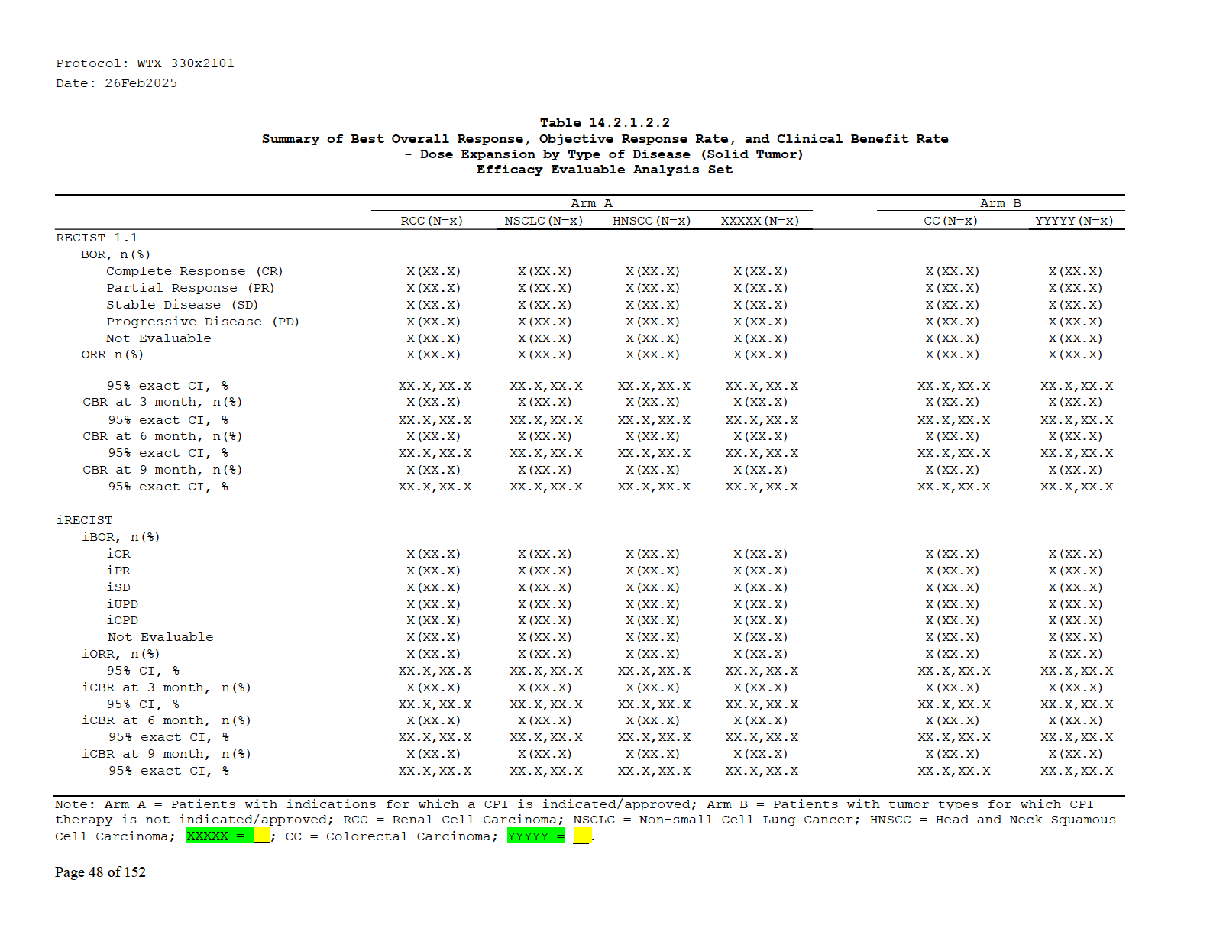 Protocol: WTX 330x2101
Date: 26Feb2025
Table 14.2.1.2.2
Summary of Best Overall Response, Objective Response Rate, and Clinical Benefit Rate
- Dose Expansion by Type of Disease (Solid Tumor)
Efficacy Evaluable Analysis Set
Arm A Arm B
RCC(N=x) NSCLC(N=x) HNSCC(N=x) XXXXX(N=x) CC(N=x) YYYYY(N=x)
RECIST 1.1
BOR, n(%)
Complete Response (CR) X(XX.X) X(XX.X) X(XX.X) X(XX.X) X(XX.X) X(XX.X)
Partial Response (PR) X(XX.X) X(XX.X) X(XX.X) X(XX.X) X(XX.X) X(XX.X)
Stable Disease (SD) X(XX.X) X(XX.X) X(XX.X) X(XX.X) X(XX.X) X(XX.X)
Progressive Disease (PD) X(XX.X) X(XX.X) X(XX.X) X(XX.X) X(XX.X) X(XX.X)
Not Evaluable X(XX.X) X(XX.X) X(XX.X) X(XX.X) X(XX.X) X(XX.X)
ORR n(%) X(XX.X) X(XX.X) X(XX.X) X(XX.X) X(XX.X) X(XX.X)
95% exact CI, % XX.X,XX.X XX.X,XX.X XX.X,XX.X XX.X,XX.X XX.X,XX.X XX.X,XX.X
CBR at 3 month, n(%) X(XX.X) X(XX.X) X(XX.X) X(XX.X) X(XX.X) X(XX.X)
95% exact CI, % XX.X,XX.X XX.X,XX.X XX.X,XX.X XX.X,XX.X XX.X,XX.X XX.X,XX.X
CBR at 6 month, n(%) X(XX.X) X(XX.X) X(XX.X) X(XX.X) X(XX.X) X(XX.X)
95% exact CI, % XX.X,XX.X XX.X,XX.X XX.X,XX.X XX.X,XX.X XX.X,XX.X XX.X,XX.X
CBR at 9 month, n(%) X(XX.X) X(XX.X) X(XX.X) X(XX.X) X(XX.X) X(XX.X)
95% exact CI, % XX.X,XX.X XX.X,XX.X XX.X,XX.X XX.X,XX.X XX.X,XX.X XX.X,XX.X
iRECIST
iBOR, n(%)
iCR X(XX.X) X(XX.X) X(XX.X) X(XX.X) X(XX.X) X(XX.X)
iPR X(XX.X) X(XX.X) X(XX.X) X(XX.X) X(XX.X) X(XX.X)
iSD X(XX.X) X(XX.X) X(XX.X) X(XX.X) X(XX.X) X(XX.X)
iUPD X(XX.X) X(XX.X) X(XX.X) X(XX.X) X(XX.X) X(XX.X)
iCPD X(XX.X) X(XX.X) X(XX.X) X(XX.X) X(XX.X) X(XX.X)
Not Evaluable X(XX.X) X(XX.X) X(XX.X) X(XX.X) X(XX.X) X(XX.X)
iORR, n(%) X(XX.X) X(XX.X) X(XX.X) X(XX.X) X(XX.X) X(XX.X)
95% CI, % XX.X,XX.X XX.X,XX.X XX.X,XX.X XX.X,XX.X XX.X,XX.X XX.X,XX.X
iCBR at 3 month, n(%) X(XX.X) X(XX.X) X(XX.X) X(XX.X) X(XX.X) X(XX.X)
95% CI, % XX.X,XX.X XX.X,XX.X XX.X,XX.X XX.X,XX.X XX.X,XX.X XX.X,XX.X
iCBR at 6 month, n(%) X(XX.X) X(XX.X) X(XX.X) X(XX.X) X(XX.X) X(XX.X)
95% exact CI, % XX.X,XX.X XX.X,XX.X XX.X,XX.X XX.X,XX.X XX.X,XX.X XX.X,XX.X
iCBR at 9 month, n(%) X(XX.X) X(XX.X) X(XX.X) X(XX.X) X(XX.X) X(XX.X)
95% exact CI, % XX.X,XX.X XX.X,XX.X XX.X,XX.X XX.X,XX.X XX.X,XX.X XX.X,XX.X
Note: Arm A = Patients with indications for which a CPI is indicated/approved; Arm B = Patients with tumor types for which CPI
therapy is not indicated/approved; RCC = Renal Cell Carcinoma; NSCLC = Non-small Cell Lung Cancer; HNSCC = Head and Neck Squamous
Cell Carcinoma; XXXXX = __; CC = Colorectal Carcinoma; YYYYY = __.
Page 48 of 152